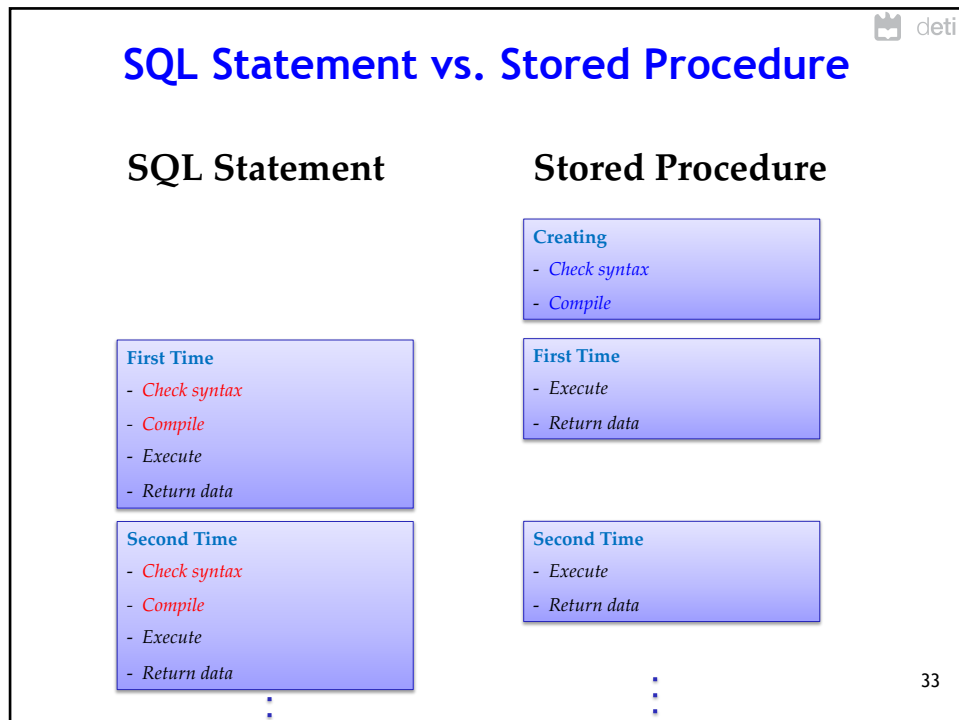 deti
SQL Statement vs. Stored Procedure
SQL Statement
First Time
- Check syntax
- Compile
- Execute
- Return data
Second Time
- Check syntax
- Compile
- Execute
- Return data
Stored Procedure
Creating
- Check syntax
- Compile
First Time
- Execute
- Return data
Second Time
- Execute
- Return data
33